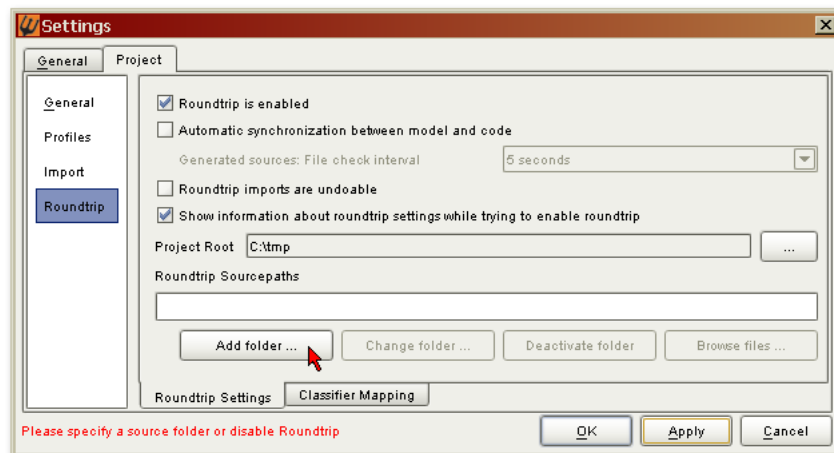 Settings
General Project
General
Profiles
Import
Roundtrip
Roundtrip is enabled
Automatic synchronization between model and code
Generated sources: File check interval 5 seconds
Roundtrip imports are undoable
Show information about roundtrip settings while trying to enable roundtrip
Project Root C:\tmp ...
Roundtrip Sourcepaths
Add folder ... Change folder ... Deactivate folder Browse files ...
Roundtrip Settings Classifier Mapping
Please specify a source folder or disable Roundtrip OK Apply Cancel